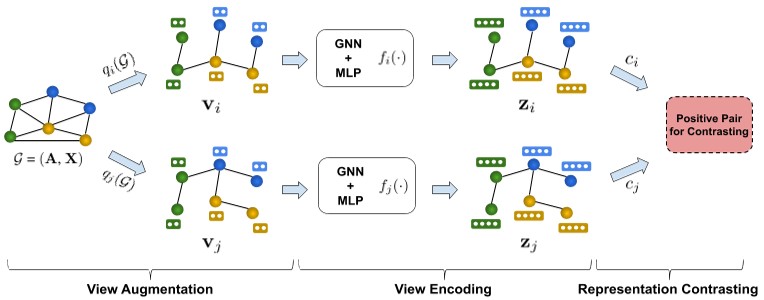 q_i(𝒢)
v_i
GNN
+
MLP
f_i(·)
z_i
c_i
𝒢 = (A, X)
Positive Pair
for Contrasting
q_j(𝒢)
v_j
GNN
+
MLP
f_j(·)
z_j
c_j
View Augmentation
View Encoding
Representation Contrasting